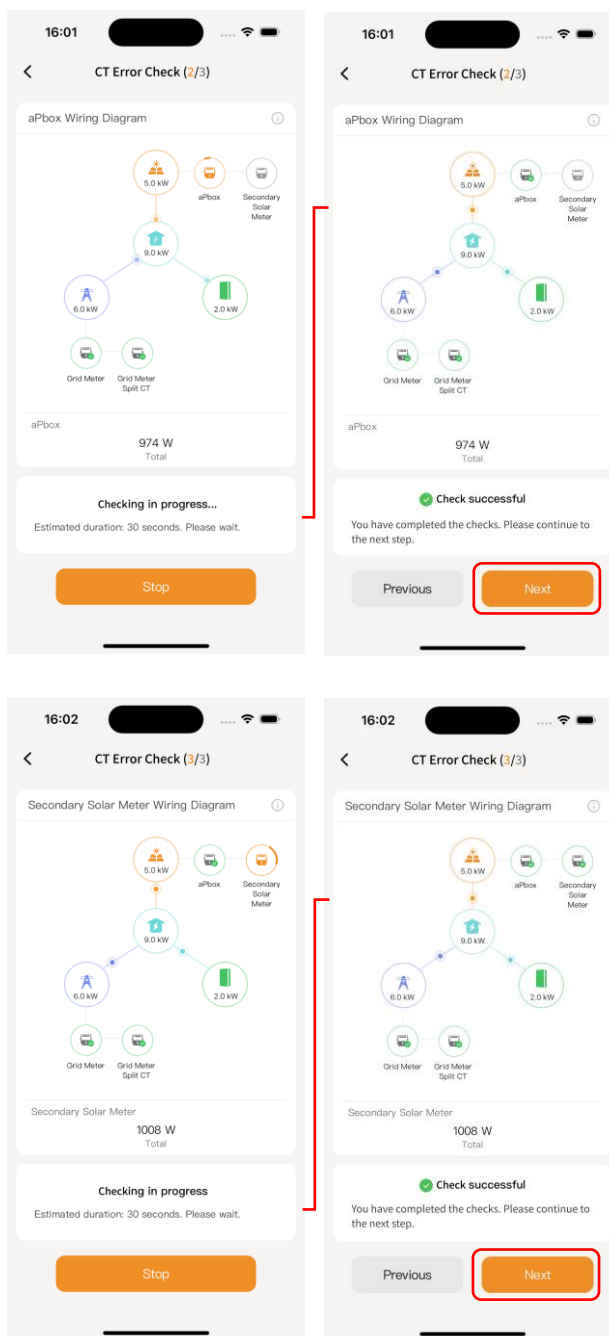 16:01
CT Error Check (2/3)
aPbox Wiring Diagram
5.0 kW
aPbox
Secondary
Solar
Meter
9.0 kW
6.0 kW
2.0 kW
Grid Meter
Grid Meter
Split CT
aPbox
974 W
Total
Checking in progress...
Estimated duration: 30 seconds. Please wait.
Stop
16:01
CT Error Check (2/3)
aPbox Wiring Diagram
5.0 kW
aPbox
Secondary
Solar
Meter
9.0 kW
6.0 kW
2.0 kW
Grid Meter
Grid Meter
Split CT
aPbox
974 W
Total
Check successful
You have completed the checks. Please continue to
the next step.
Previous
Next
16:02
CT Error Check (3/3)
Secondary Solar Meter Wiring Diagram
5.0 kW
aPbox
Secondary
Solar
Meter
9.0 kW
6.0 kW
2.0 kW
Grid Meter
Grid Meter
Split CT
Secondary Solar Meter
1008 W
Total
Checking in progress
Estimated duration: 30 seconds. Please wait.
Stop
16:02
CT Error Check (3/3)
Secondary Solar Meter Wiring Diagram
5.0 kW
aPbox
Secondary
Solar
Meter
9.0 kW
6.0 kW
2.0 kW
Grid Meter
Grid Meter
Split CT
Secondary Solar Meter
1008 W
Total
Check successful
You have completed the checks. Please continue to
the next step.
Previous
Next